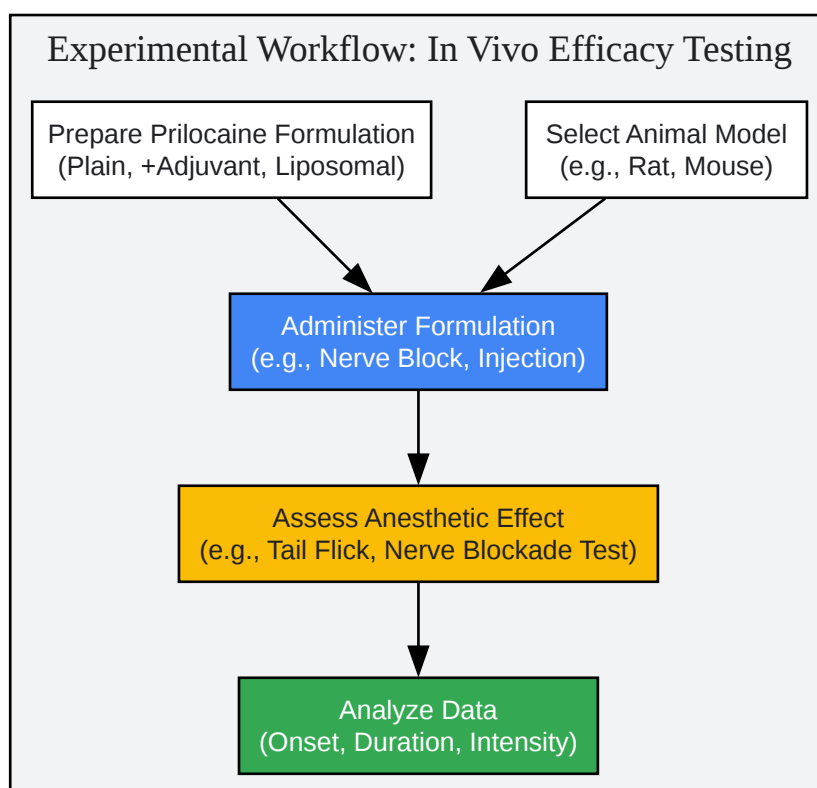 Experimental Workflow: In Vivo Efficacy Testing
Prepare Prilocaine Formulation
(Plain, +Adjuvant, Liposomal)
Select Animal Model
(e.g., Rat, Mouse)
Administer Formulation
(e.g., Nerve Block, Injection)
Assess Anesthetic Effect
(e.g., Tail Flick, Nerve Blockade Test)
Analyze Data
(Onset, Duration, Intensity)